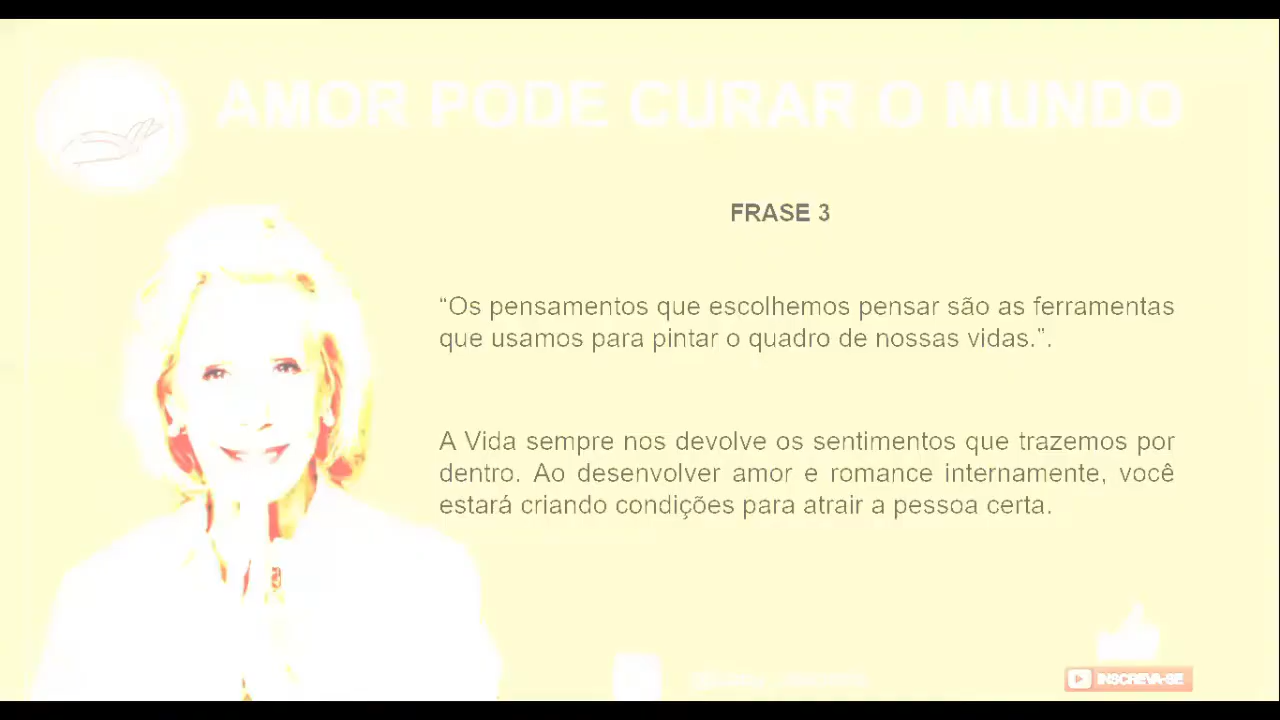 AMOR PODE CURAR O MUNDO
FRASE 3
“Os pensamentos que escolhemos pensar são as ferramentas
que usamos para pintar o quadro de nossas vidas.”.
A Vida sempre nos devolve os sentimentos que trazemos por
dentro. Ao desenvolver amor e romance internamente, você
estará criando condições para atrair a pessoa certa.
INSCREVA-SE